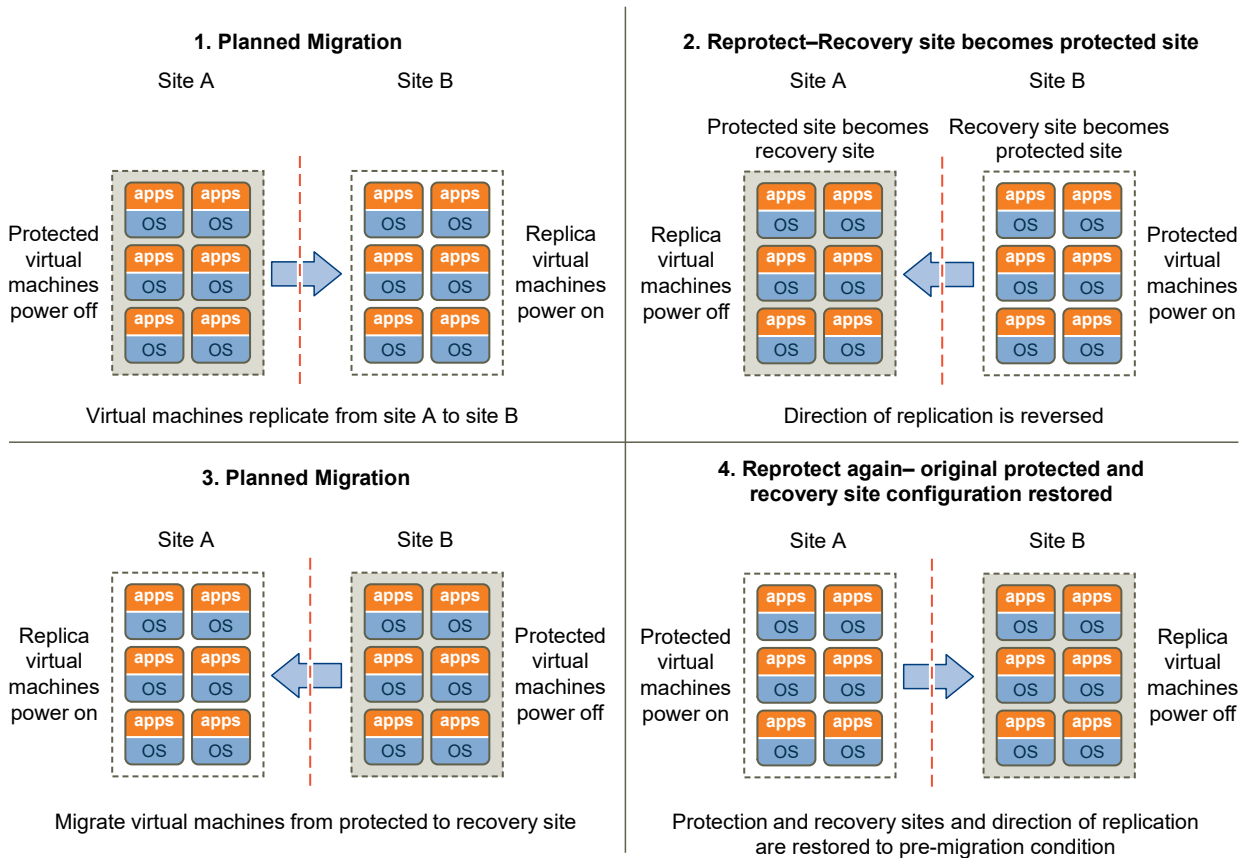 1. Planned Migration
Site A
Site B
Protected
virtual
machines
power off
apps apps
OS OS
apps apps
OS OS
apps apps
OS OS
apps apps
OS OS
apps apps
OS OS
apps apps
OS OS
Replica
virtual
machines
power on
Virtual machines replicate from site A to site B
2. Reprotect–Recovery site becomes protected site
Site A
Site B
Protected site becomes
recovery site
Recovery site becomes
protected site
Replica
virtual
machines
power off
apps apps
OS OS
apps apps
OS OS
apps apps
OS OS
apps apps
OS OS
apps apps
OS OS
apps apps
OS OS
Protected
virtual
machines
power on
Direction of replication is reversed
3. Planned Migration
Site A
Site B
Replica
virtual
machines
power on
apps apps
OS OS
apps apps
OS OS
apps apps
OS OS
apps apps
OS OS
apps apps
OS OS
apps apps
OS OS
Protected
virtual
machines
power off
Migrate virtual machines from protected to recovery site
4. Reprotect again– original protected and
recovery site configuration restored
Site A
Site B
Protected
virtual
machines
power on
apps apps
OS OS
apps apps
OS OS
apps apps
OS OS
apps apps
OS OS
apps apps
OS OS
apps apps
OS OS
Replica
virtual
machines
power off
Protection and recovery sites and direction of replication
are restored to pre-migration condition